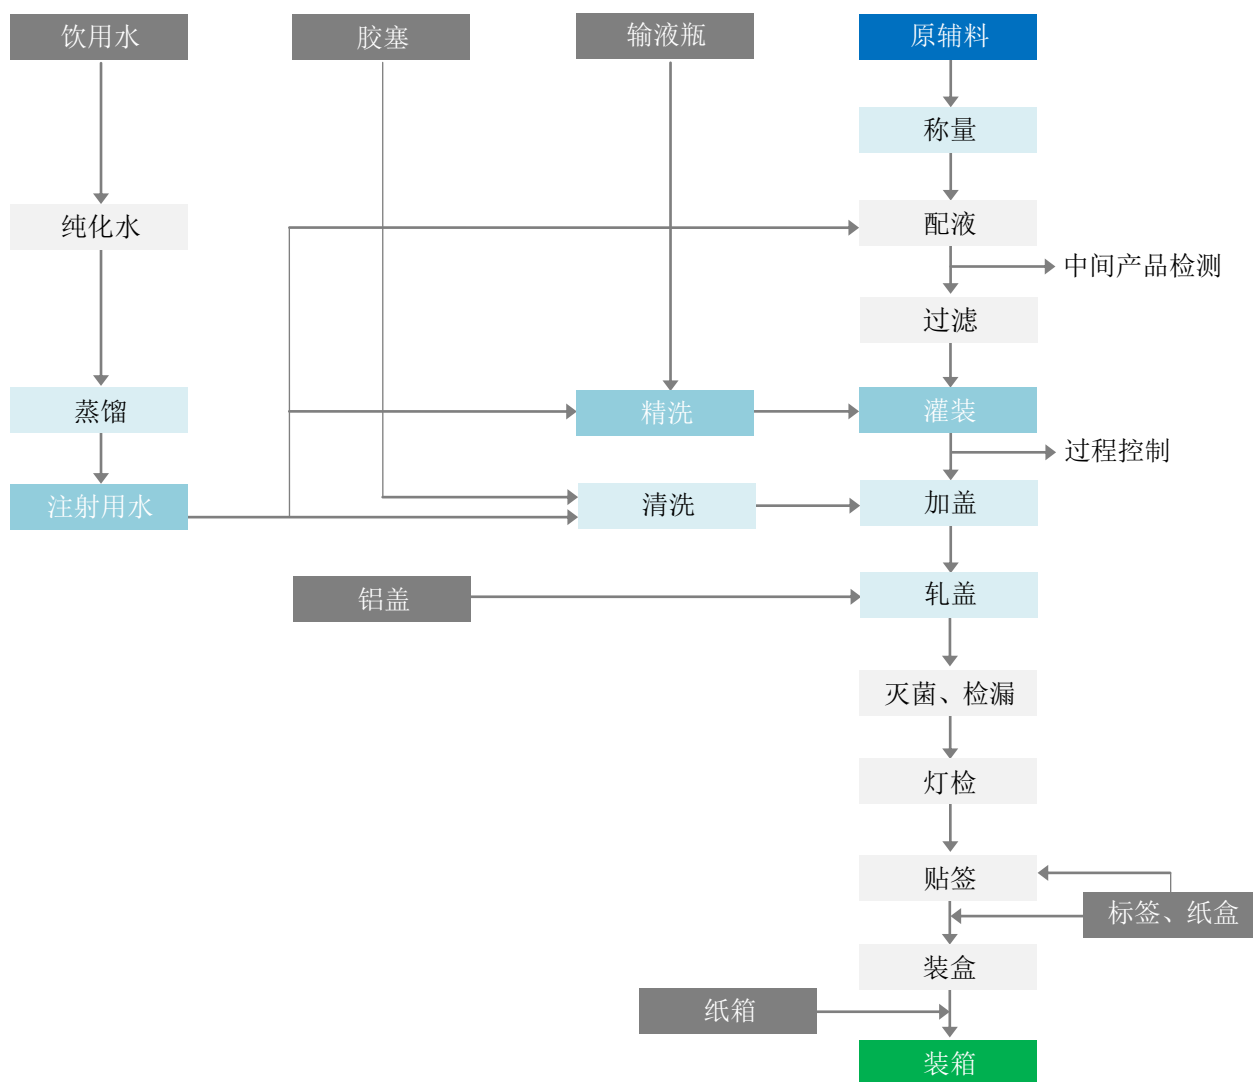 饮用水
胶塞
输液瓶
原辅料
称量
纯化水
配液
中间产品检测
过滤
蒸馏
精洗
灌装
过程控制
注射用水
清洗
加盖
铝盖
轧盖
灭菌、检漏
灯检
贴签
标签、纸盒
装盒
纸箱
装箱